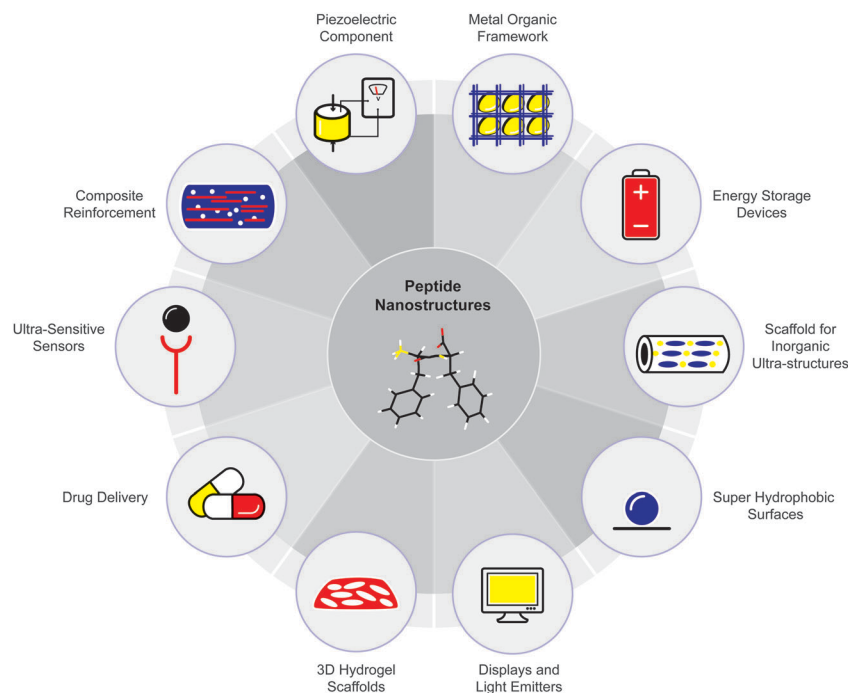 Piezoelectric
Component
Metal Organic
Framework
Composite
Reinforcement
Energy Storage
Devices
Peptide
Nanostructures
Ultra-Sensitive
Sensors
Scaffold for
Inorganic
Ultra-structures
Drug Delivery
Super Hydrophobic
Surfaces
3D Hydrogel
Scaffolds
Displays and
Light Emitters
V
+
−